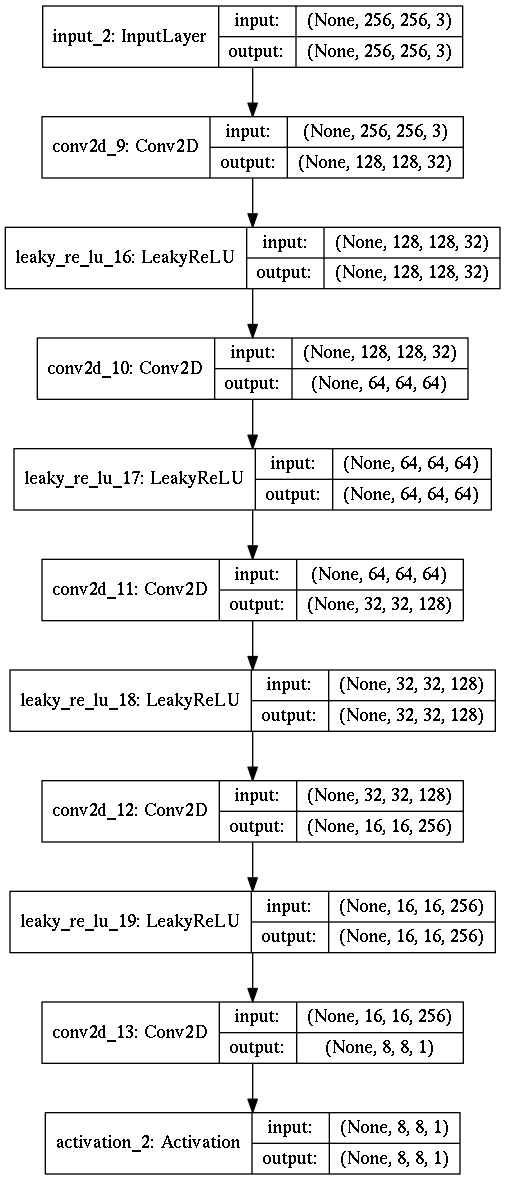 input_2: InputLayer
input: (None, 256, 256, 3)
output: (None, 256, 256, 3)
conv2d_9: Conv2D
input: (None, 256, 256, 3)
output: (None, 128, 128, 32)
leaky_re_lu_16: LeakyReLU
input: (None, 128, 128, 32)
output: (None, 128, 128, 32)
conv2d_10: Conv2D
input: (None, 128, 128, 32)
output: (None, 64, 64, 64)
leaky_re_lu_17: LeakyReLU
input: (None, 64, 64, 64)
output: (None, 64, 64, 64)
conv2d_11: Conv2D
input: (None, 64, 64, 64)
output: (None, 32, 32, 128)
leaky_re_lu_18: LeakyReLU
input: (None, 32, 32, 128)
output: (None, 32, 32, 128)
conv2d_12: Conv2D
input: (None, 32, 32, 128)
output: (None, 16, 16, 256)
leaky_re_lu_19: LeakyReLU
input: (None, 16, 16, 256)
output: (None, 16, 16, 256)
conv2d_13: Conv2D
input: (None, 16, 16, 256)
output: (None, 8, 8, 1)
activation_2: Activation
input: (None, 8, 8, 1)
output: (None, 8, 8, 1)